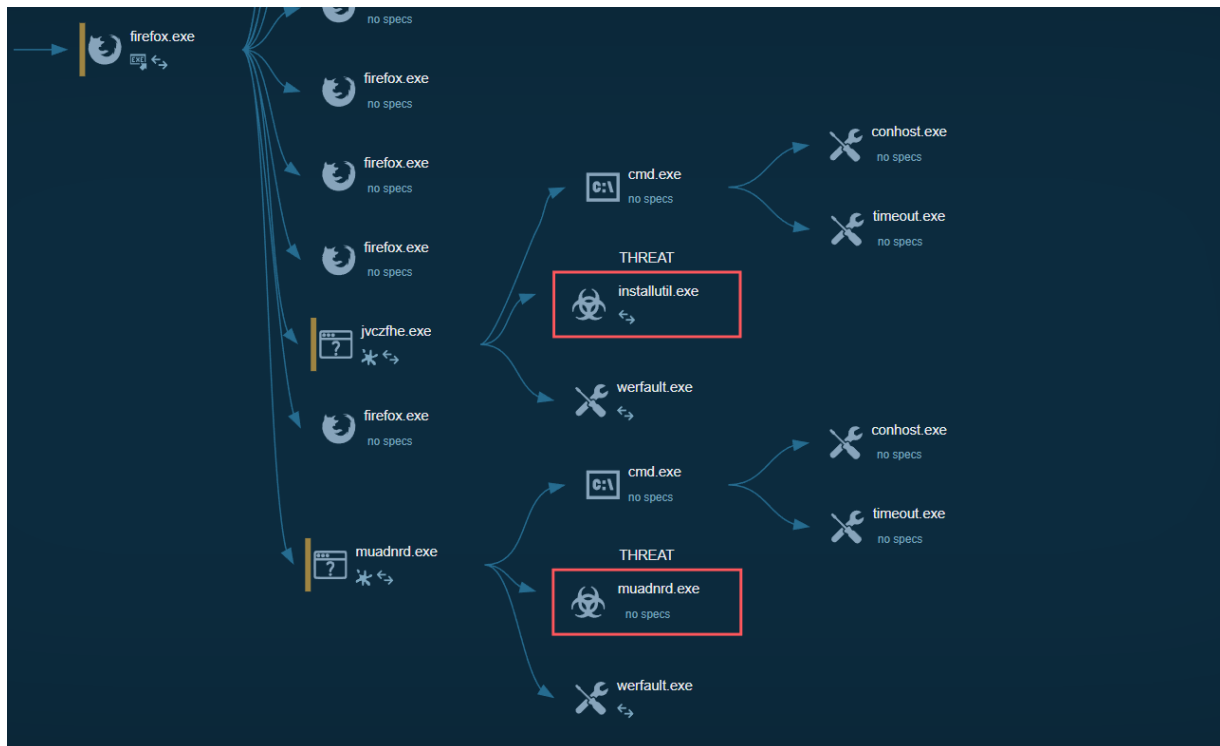 no specs
firefox.exe
EXE
firefox.exe
no specs
firefox.exe
no specs
firefox.exe
no specs
jvczfhe.exe
?
firefox.exe
no specs
muadnrd.exe
?
cmd.exe
C:\
no specs
THREAT
installutil.exe
werfault.exe
conhost.exe
no specs
timeout.exe
no specs
cmd.exe
C:\
no specs
THREAT
muadnrd.exe
no specs
werfault.exe
conhost.exe
no specs
timeout.exe
no specs